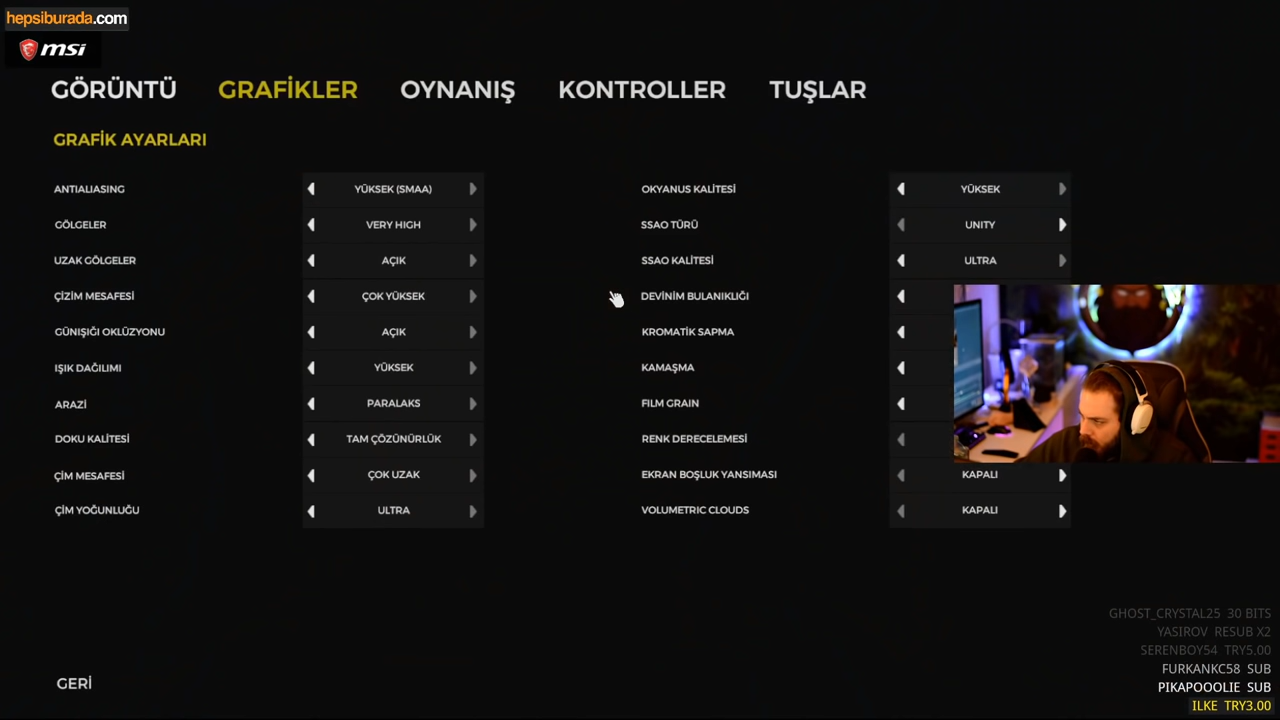 hepsiburada.com
msi
GÖRÜNTÜ GRAFİKLER OYNANIŞ KONTROLLER TUŞLAR
GRAFİK AYARLARI
ANTIALIASING YÜKSEK (SMAA)
GÖLGELER VERY HIGH
UZAK GÖLGELER AÇIK
ÇİZİM MESAFESİ ÇOK YÜKSEK
GÜNIŞIĞI OKLÜZYONU AÇIK
IŞIK DAĞILIMI YÜKSEK
ARAZİ PARALAKS
DOKU KALİTESİ TAM ÇÖZÜNÜRLÜK
ÇİM MESAFESİ ÇOK UZAK
ÇİM YOĞUNLUĞU ULTRA
OKYANUS KALİTESİ YÜKSEK
SSAO TÜRÜ UNITY
SSAO KALİTESİ ULTRA
DEVİNİM BULANIKLIĞI
KROMATİK SAPMA
KAMAŞMA
FILM GRAIN
RENK DERECELEMESİ
EKRAN BOŞLUK YANSIMASI KAPALI
VOLUMETRIC CLOUDS KAPALI
GERİ
GHOST_CRYSTAL25 30 BITS
YASIROV RESUB X2
SERENBOY54 TRY5.00
FURKANKC58 SUB
PIKAPOOOLIE SUB
ILKE TRY3.00